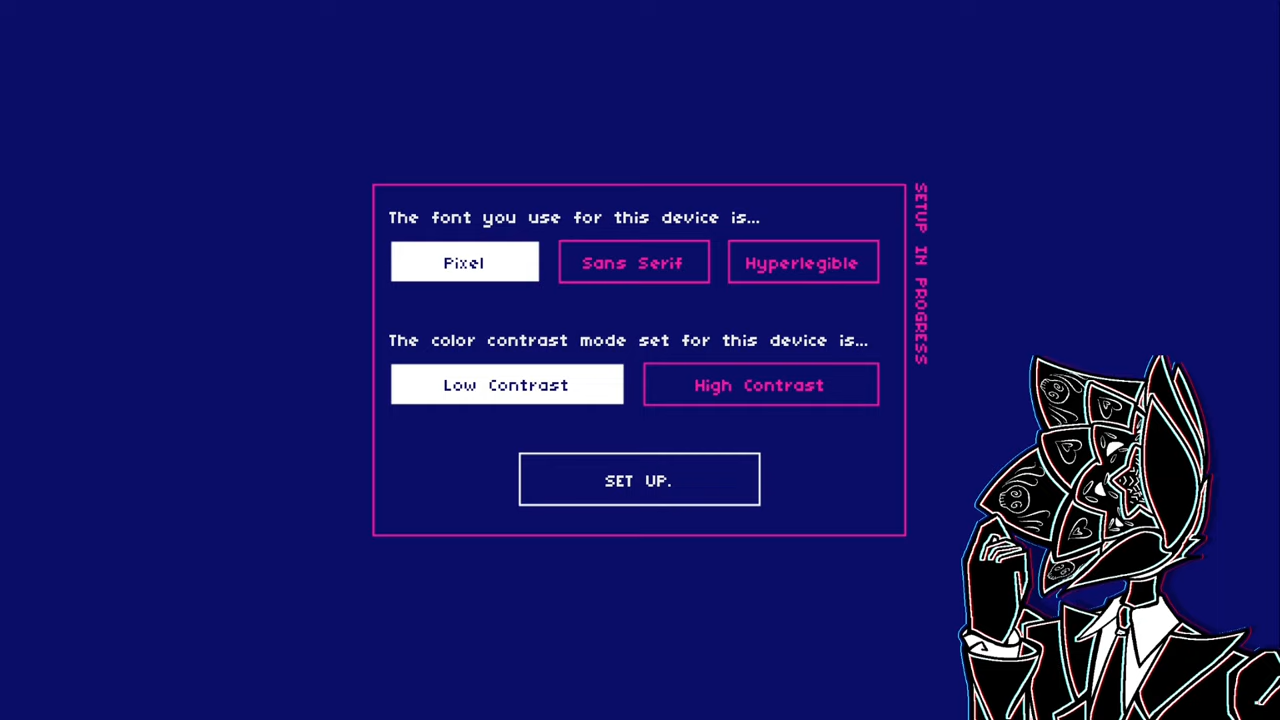 The font you use for this device is...
Pixel
Sans Serif
Hyperlegible
The color contrast mode set for this device is...
Low Contrast
High Contrast
SET UP.
SETUP IN PROGRESS